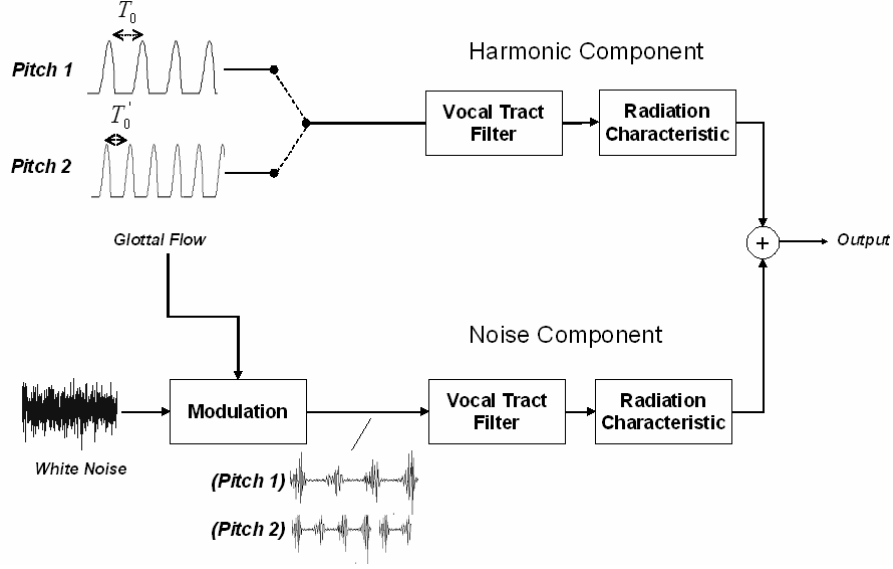 T₀
Pitch 1
Harmonic Component
Vocal Tract
Filter
Radiation
Characteristic
T₀'
Pitch 2
Glottal Flow
+
Output
Noise Component
Modulation
Vocal Tract
Filter
Radiation
Characteristic
White Noise
(Pitch 1)
(Pitch 2)